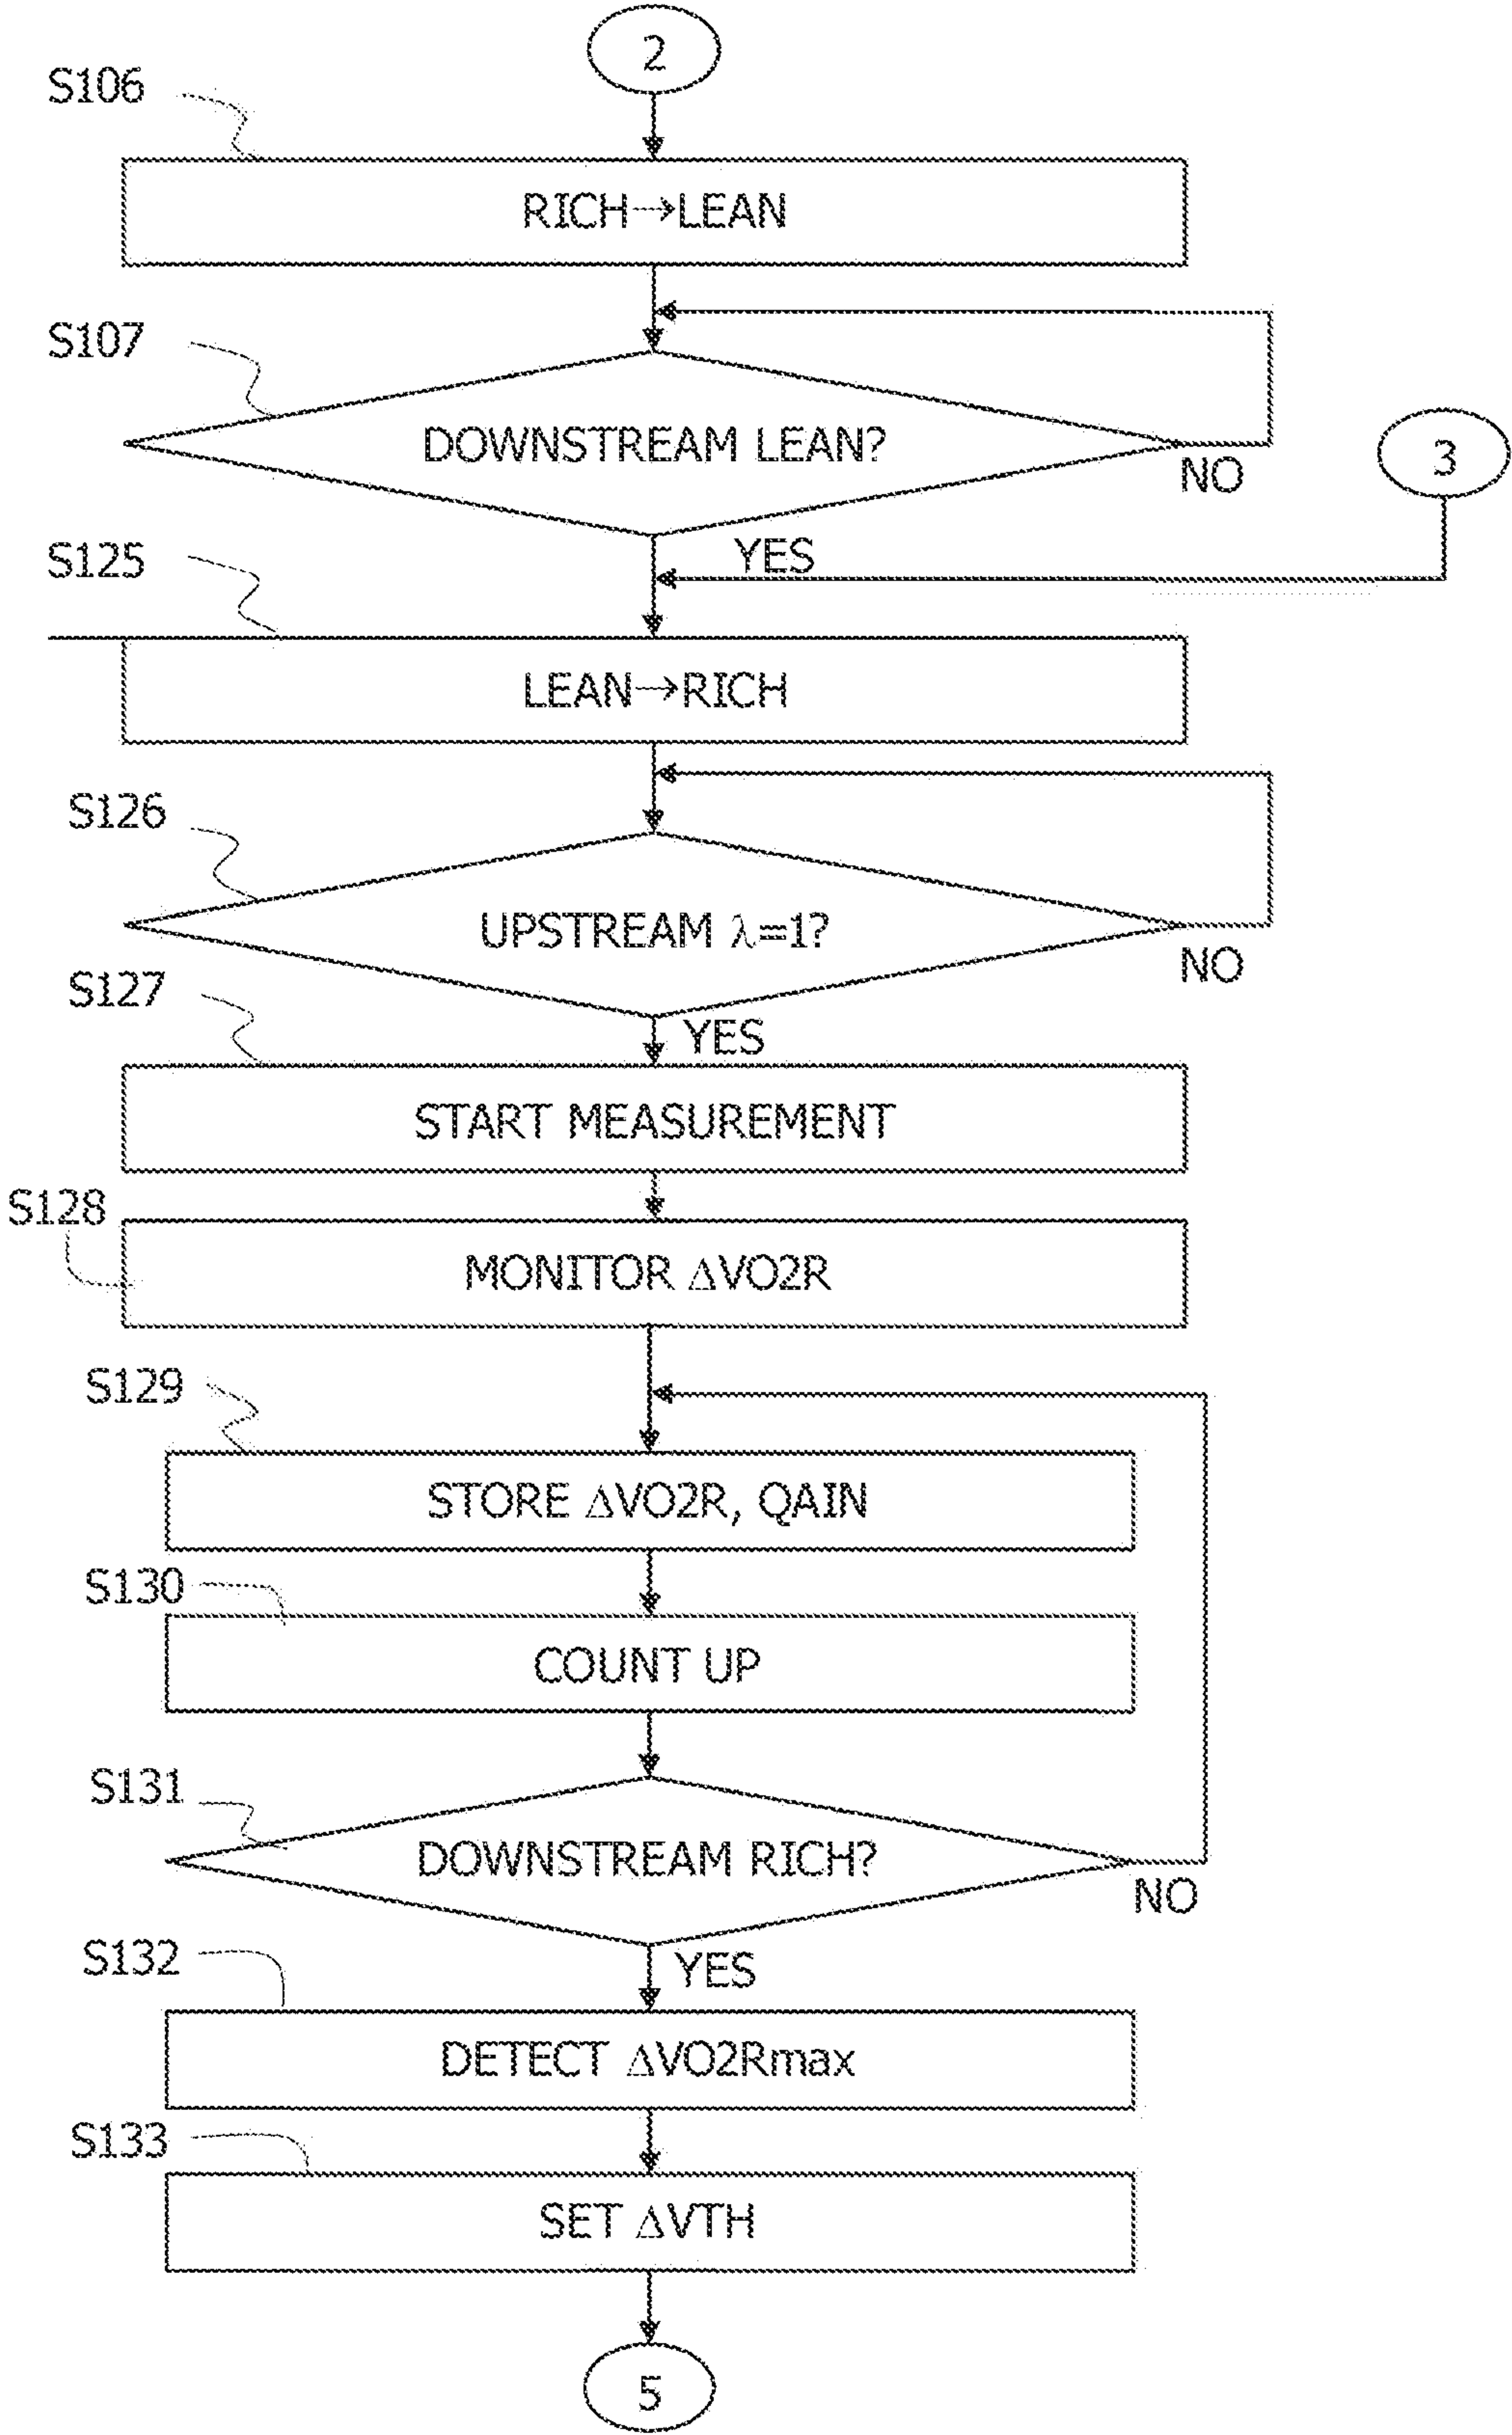 2
S106
RICH→LEAN
S107
DOWNSTREAM LEAN?
NO
3
YES
S125
LEAN→RICH
S126
UPSTREAM λ=1?
NO
S127
YES
START MEASUREMENT
S128
MONITOR ΔVO2R
S129
STORE ΔVO2R, QAIN
S130
COUNT UP
S131
DOWNSTREAM RICH?
NO
S132
YES
DETECT ΔVO2Rmax
S133
SET ΔVTH
5